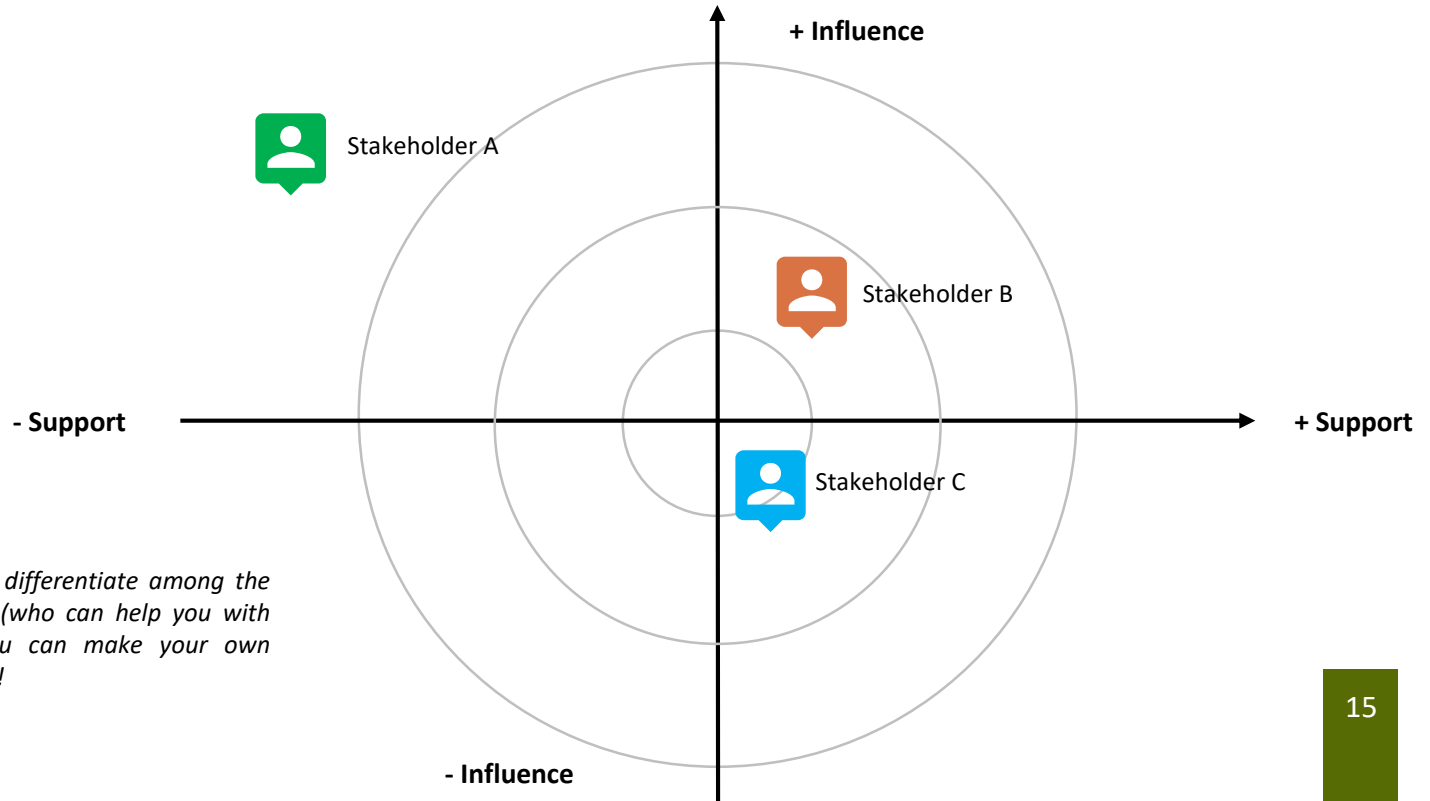 + Influence
Stakeholder A
Stakeholder B
- Support
+ Support
Stakeholder C
differentiate among the
(who can help you with
can make your own
!
15
- Influence